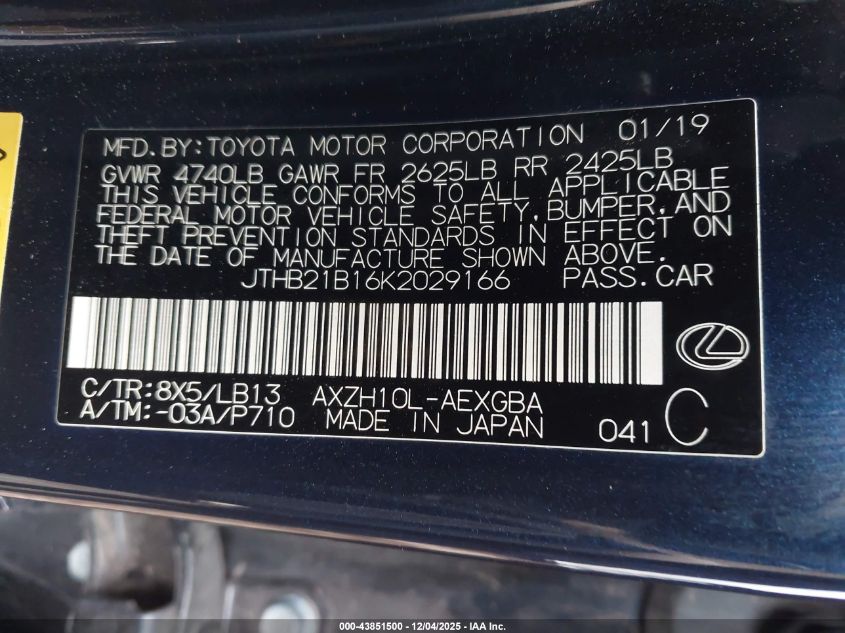 MFD.BY:TOYOTA MOTOR CORPORATION 01/19
GVWR 4740LB GAWR FR 2625LB RR 2425LB
THIS VEHICLE CONFORMS TO ALL APPLICABLE
FEDERAL MOTOR VEHICLE SAFETY,BUMPER,AND
THEFT PREVENTION STANDARDS IN EFFECT ON
THE DATE OF MANUFACTURE SHOWN ABOVE.
JTHB21B16K2029166 PASS.CAR
C/TR:8X5/LB13 AXZH10L-AEXGBA
A/TM:-03A/P710 MADE IN JAPAN 041 C
000-43851500 - 12/04/2025 - IAA Inc.